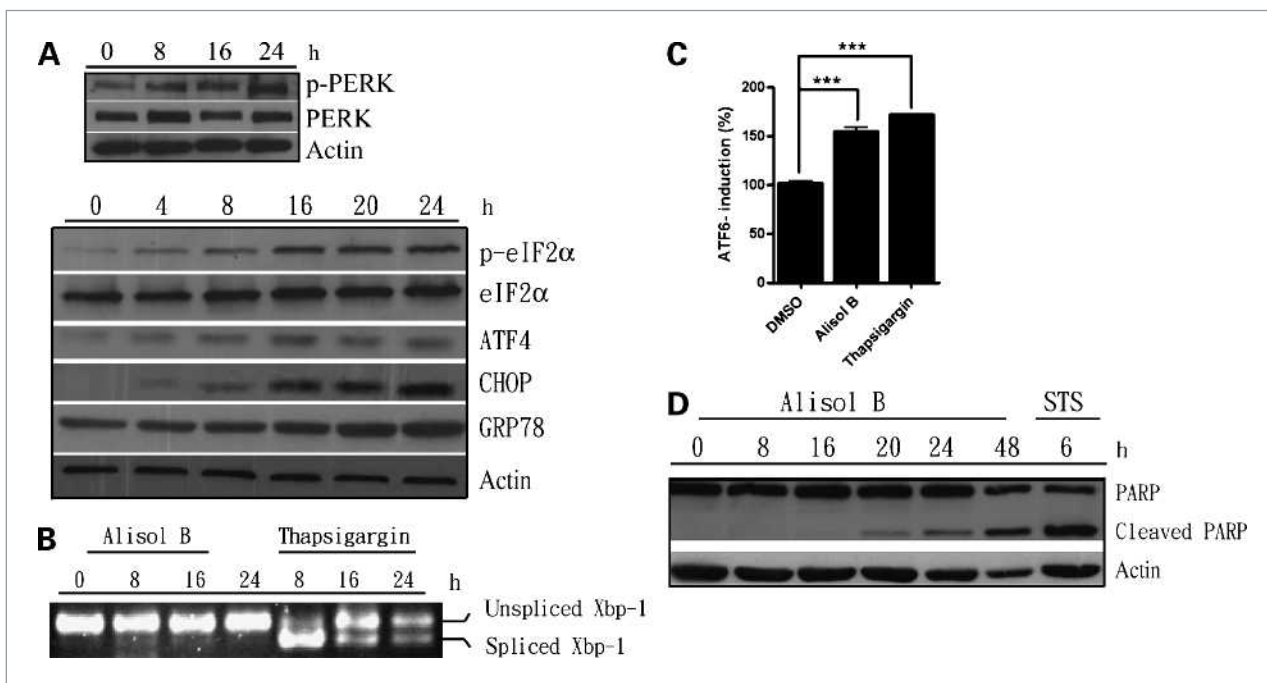 A
0 8 16 24 h
p-PERK
PERK
Actin
0 4 8 16 20 24 h
p-eIF2α
eIF2α
ATF4
CHOP
GRP78
Actin
B
Alisol B Thapsigargin
0 8 16 24 8 16 24 h
Unspliced Xbp-1
Spliced Xbp-1
C
***
***
ATF6- induction (%)
200
150
100
50
0
DMSO
Alisol B
Thapsigargin
D
Alisol B STS
0 8 16 20 24 48 6 h
PARP
Cleaved PARP
Actin